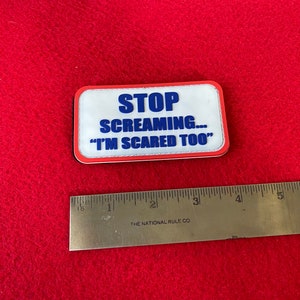 STOP
SCREAMING...
“I'M SCARED TOO”
1 2 3 4 5
THE NATIONAL RULE CO.